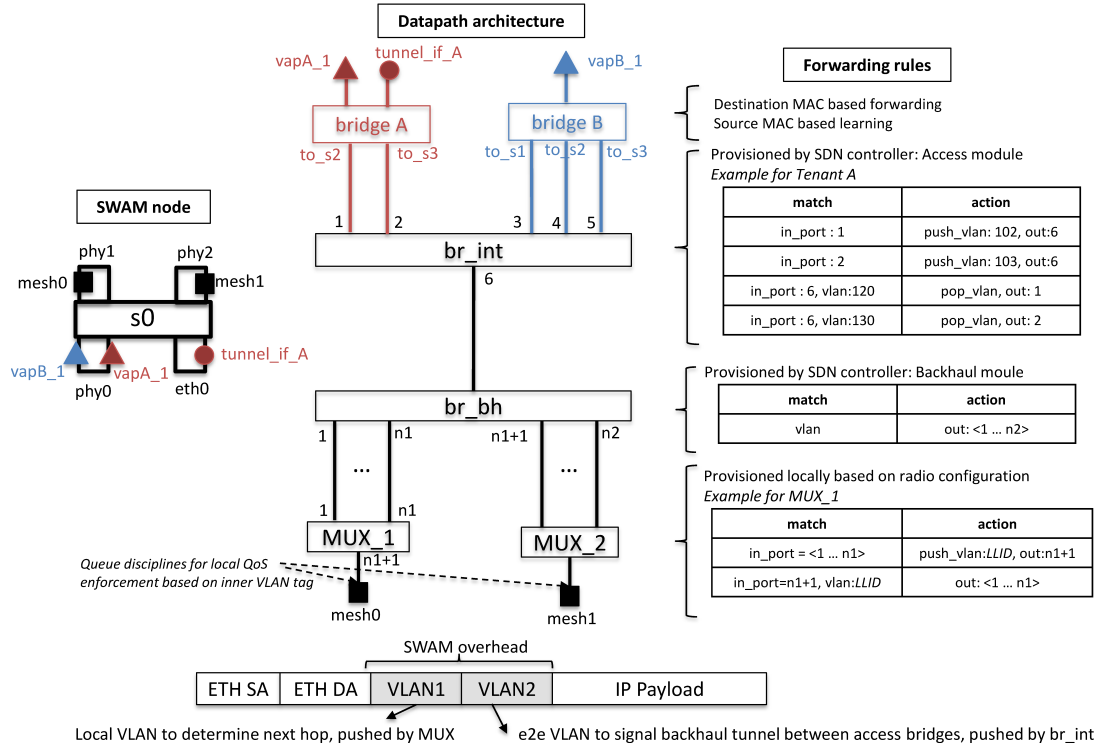 Datapath architecture
Forwarding rules
vapA_1
tunnel_if_A
vapB_1
bridge A
bridge B
Destination MAC based forwarding
Source MAC based learning
to_s2
to_s3
to_s1
to_s2
to_s3
Provisioned by SDN controller: Access module
Example for Tenant A
match action
in_port : 1 push_vlan: 102, out:6
in_port : 2 push_vlan: 103, out:6
in_port : 6, vlan:120 pop_vlan, out: 1
in_port : 6, vlan:130 pop_vlan, out: 2
1 2 3 4 5
br_int
6
SWAM node
phy1 phy2
mesh0 mesh1
s0
vapB_1 vapA_1 tunnel_if_A
phy0 eth0
Provisioned by SDN controller: Backhaul moule
match action
vlan out: <1 ... n2>
br_bh
1 n1 n1+1 n2
... ...
1 n1
MUX_1 MUX_2
n1+1
Provisioned locally based on radio configuration
Example for MUX_1
match action
in_port = <1 ... n1> push_vlan:LLID, out:n1+1
in_port=n1+1, vlan:LLID out: <1 ... n1>
Queue disciplines for local QoS
enforcement based on inner VLAN tag
mesh0 mesh1
SWAM overhead
ETH SA ETH DA VLAN1 VLAN2 IP Payload
Local VLAN to determine next hop, pushed by MUX
e2e VLAN to signal backhaul tunnel between access bridges, pushed by br_int